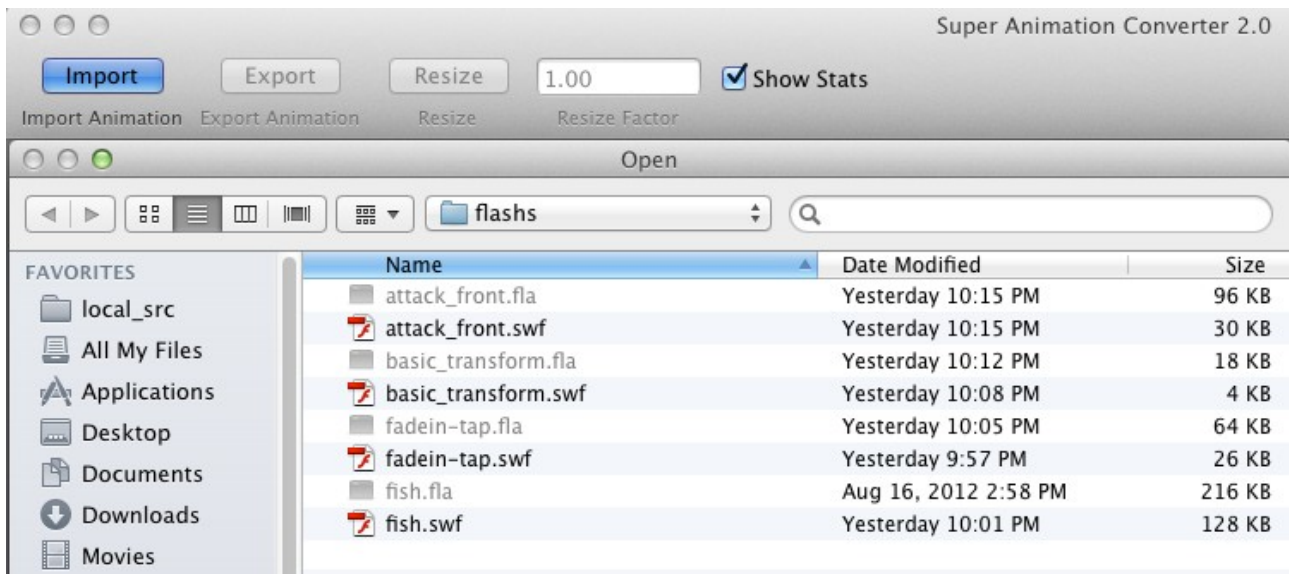 Super Animation Converter 2.0
Import Export Resize 1.00 Show Stats
Import Animation Export Animation Resize Resize Factor
Open
flashs
FAVORITES Name Date Modified Size
local_src attack_front.fla Yesterday 10:15 PM 96 KB
attack_front.swf Yesterday 10:15 PM 30 KB
All My Files basic_transform.fla Yesterday 10:12 PM 18 KB
Applications basic_transform.swf Yesterday 10:08 PM 4 KB
Desktop fadein-tap.fla Yesterday 10:05 PM 64 KB
fadein-tap.swf Yesterday 9:57 PM 26 KB
Documents fish.fla Aug 16, 2012 2:58 PM 216 KB
Downloads fish.swf Yesterday 10:01 PM 128 KB
Movies